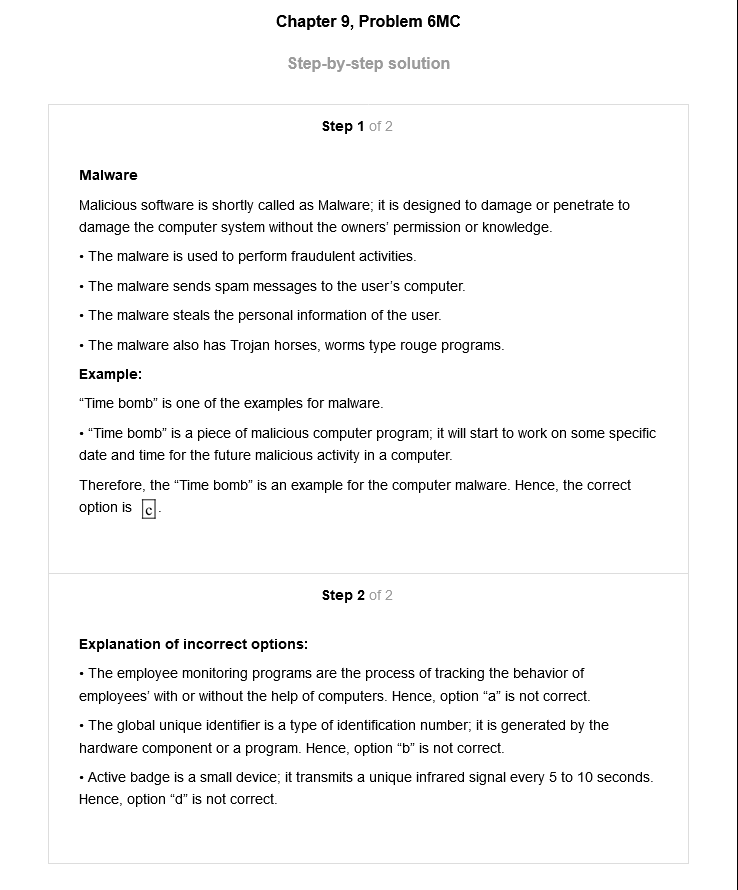 Chapter 9, Problem 6MC
Step-by-step solution
Step 1 of 2
Malware
Malicious software is shortly called as Malware; it is designed to damage or penetrate to
damage the computer system without the owners’ permission or knowledge.
• The malware is used to perform fraudulent activities.
• The malware sends spam messages to the user’s computer.
• The malware steals the personal information of the user.
• The malware also has Trojan horses, worms type rouge programs.
Example:
“Time bomb” is one of the examples for malware.
• “Time bomb” is a piece of malicious computer program; it will start to work on some specific
date and time for the future malicious activity in a computer.
Therefore, the “Time bomb” is an example for the computer malware. Hence, the correct
option is c.
Step 2 of 2
Explanation of incorrect options:
• The employee monitoring programs are the process of tracking the behavior of
employees’ with or without the help of computers. Hence, option “a” is not correct.
• The global unique identifier is a type of identification number; it is generated by the
hardware component or a program. Hence, option “b” is not correct.
• Active badge is a small device; it transmits a unique infrared signal every 5 to 10 seconds.
Hence, option “d” is not correct.